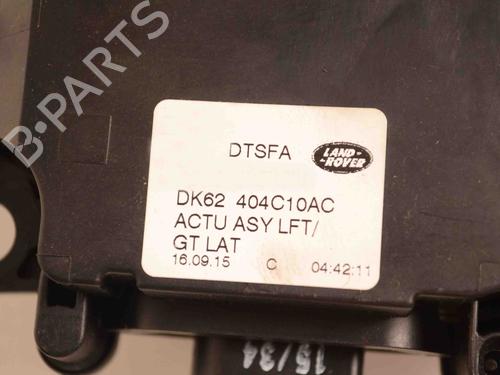 B-PARTS
DTSFA
LAND-
-ROVER
DK62 404C10AC
ACTU ASY LFT/
GT LAT
16.09.15 C 04:42:11
15/34